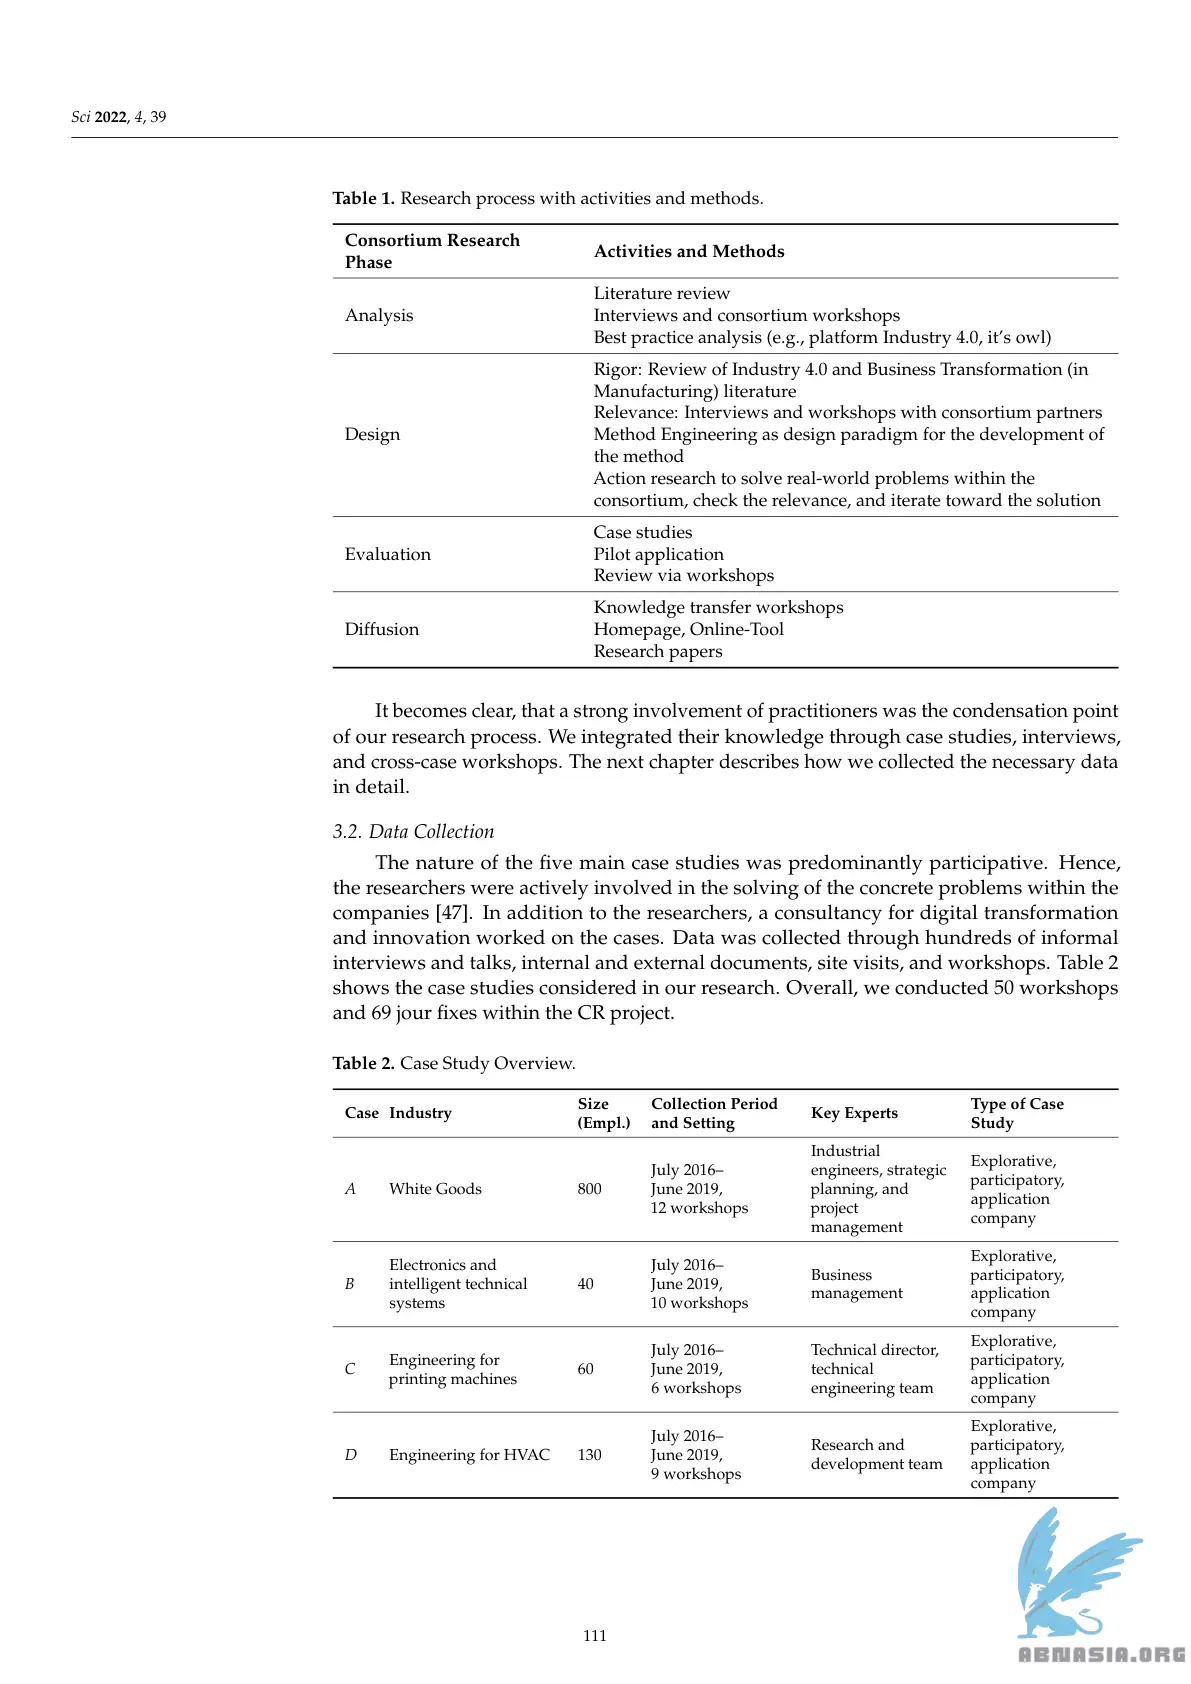 Sci 2022, 4, 39
Table 1. Research process with activities and methods.
Consortium Research
Phase
Activities and Methods
Analysis
Literature review
Interviews and consortium workshops
Best practice analysis (e.g., platform Industry 4.0, it's owl)
Design
Rigor: Review of Industry 4.0 and Business Transformation (in
Manufacturing) literature
Relevance: Interviews and workshops with consortium partners
Method Engineering as design paradigm for the development of
the method
Action research to solve real-world problems within the
consortium, check the relevance, and iterate toward the solution
Evaluation
Case studies
Pilot application
Review via workshops
Diffusion
Knowledge transfer workshops
Homepage, Online-Tool
Research papers
It becomes clear, that a strong involvement of practitioners was the condensation point
of our research process. We integrated their knowledge through case studies, interviews,
and cross-case workshops. The next chapter describes how we collected the necessary data
in detail.
3.2. Data Collection
The nature of the five main case studies was predominantly participative. Hence,
the researchers were actively involved in the solving of the concrete problems within the
companies [47]. In addition to the researchers, a consultancy for digital transformation
and innovation worked on the cases. Data was collected through hundreds of informal
interviews and talks, internal and external documents, site visits, and workshops. Table 2
shows the case studies considered in our research. Overall, we conducted 50 workshops
and 69 jour fixes within the CR project.
Table 2. Case Study Overview.
Case
Industry
Size
(Empl.)
Collection Period
and Setting
Key Experts
Type of Case
Study
A
White Goods
800
July 2016–
June 2019,
12 workshops
Industrial
engineers, strategic
planning, and
project
management
Explorative,
participatory,
application
company
B
Electronics and
intelligent technical
systems
40
July 2016–
June 2019,
10 workshops
Business
management
Explorative,
participatory,
application
company
C
Engineering for
printing machines
60
July 2016–
June 2019,
6 workshops
Technical director,
technical
engineering team
Explorative,
participatory,
application
company
D
Engineering for HVAC
130
July 2016–
June 2019,
9 workshops
Research and
development team
Explorative,
participatory,
application
company
111
ABNASIA.ORG